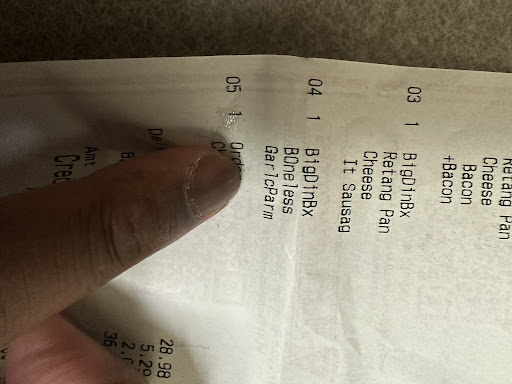 Retang Pan
Cheese
Bacon
+Bacon
03 1 BigDinBx
Retang Pan
Cheese
It Sausag
04 1 BigDinBx
BOneless
GarlcParm
05 1
28.98
5.29
Amt